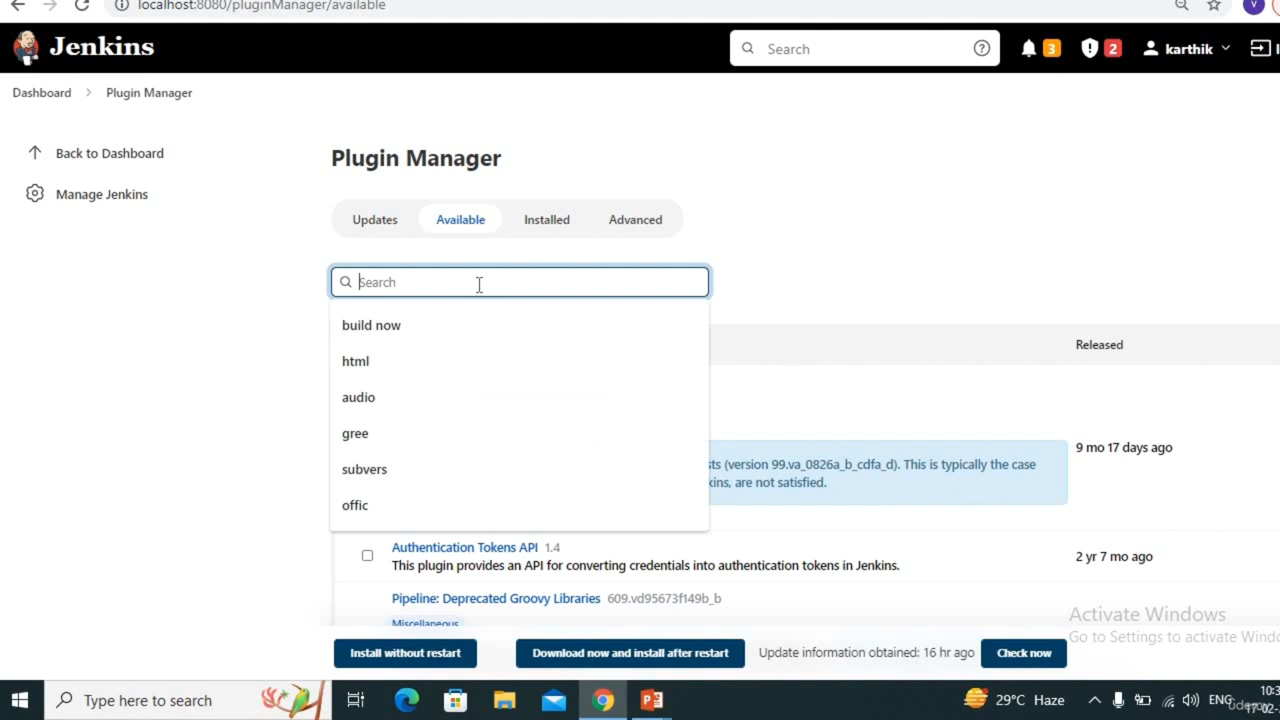 localhost:8080/pluginManager/available
V
Jenkins
Search
3
2
karthik
Dashboard
Plugin Manager
Back to Dashboard
Manage Jenkins
Plugin Manager
Updates
Available
Installed
Advanced
Search
build now
html
audio
gree
subvers
offic
Released
9 mo 17 days ago
sts (version 99.va_0826a_b_cdfa_d). This is typically the case
kins, are not satisfied.
Authentication Tokens API 1.4
This plugin provides an API for converting credentials into authentication tokens in Jenkins.
2 yr 7 mo ago
Pipeline: Deprecated Groovy Libraries 609.vd95673f149b_b
Miscellaneous
Activate Windows
Go to Settings to activate Windo
Install without restart
Download now and install after restart
Update information obtained: 16 hr ago
Check now
Type here to search
29°C Haze
ENG
10:3
17-02-